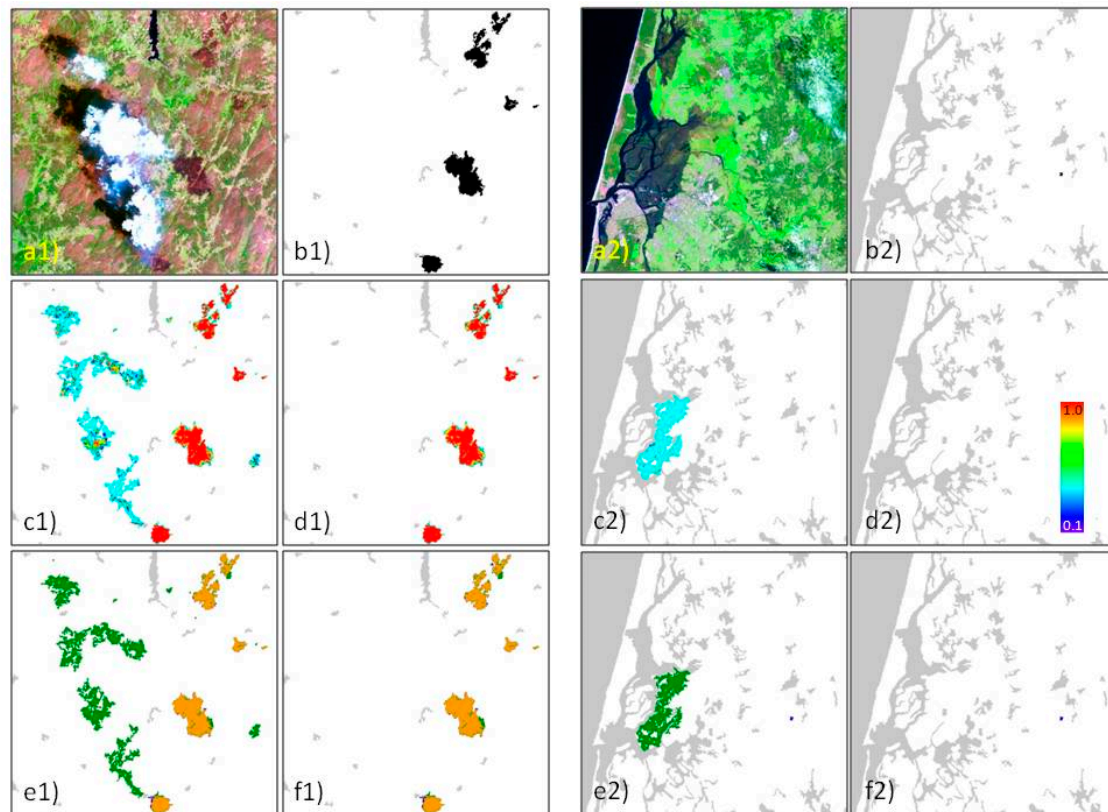 a1)
b1)
a2)
b2)
c1)
d1)
c2)
d2)
1.0
0.1
e1)
f1)
e2)
f2)